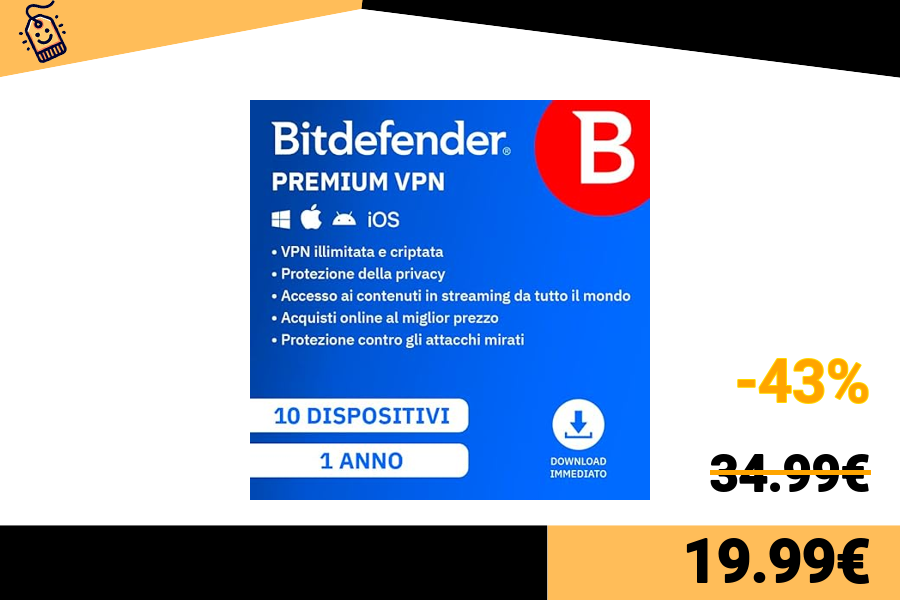 Bitdefender®
B
PREMIUM VPN
iOS
• VPN illimitata e criptata
• Protezione della privacy
• Accesso ai contenuti in streaming da tutto il mondo
• Acquisti online al miglior prezzo
• Protezione contro gli attacchi mirati
10 DISPOSITIVI
1 ANNO
DOWNLOAD
IMMEDIATO
-43%
34.99€
19.99€